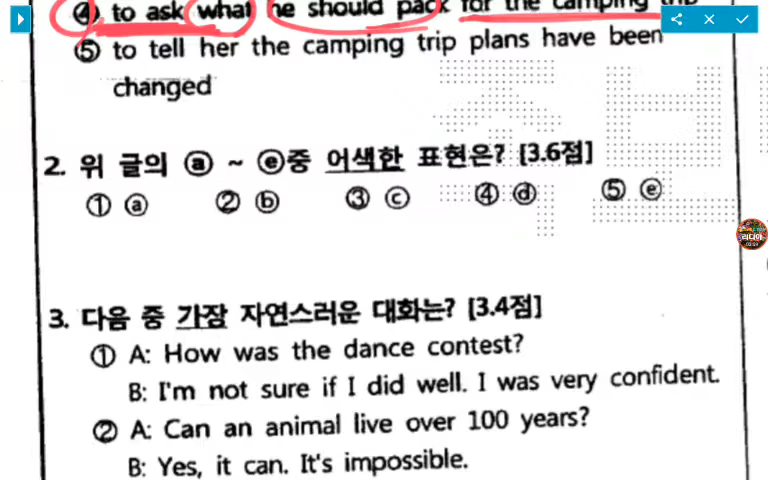 ④ to ask what he should pack for the camping trip
⑤ to tell her the camping trip plans have been
changed
2. 위 글의 ⓐ ~ ⓔ중 어색한 표현은? [3.6점]
① ⓐ ② ⓑ ③ ⓒ ④ ⓓ ⑤ ⓔ
3. 다음 중 가장 자연스러운 대화는? [3.4점]
① A: How was the dance contest?
B: I'm not sure if I did well. I was very confident.
② A: Can an animal live over 100 years?
B: Yes, it can. It's impossible.